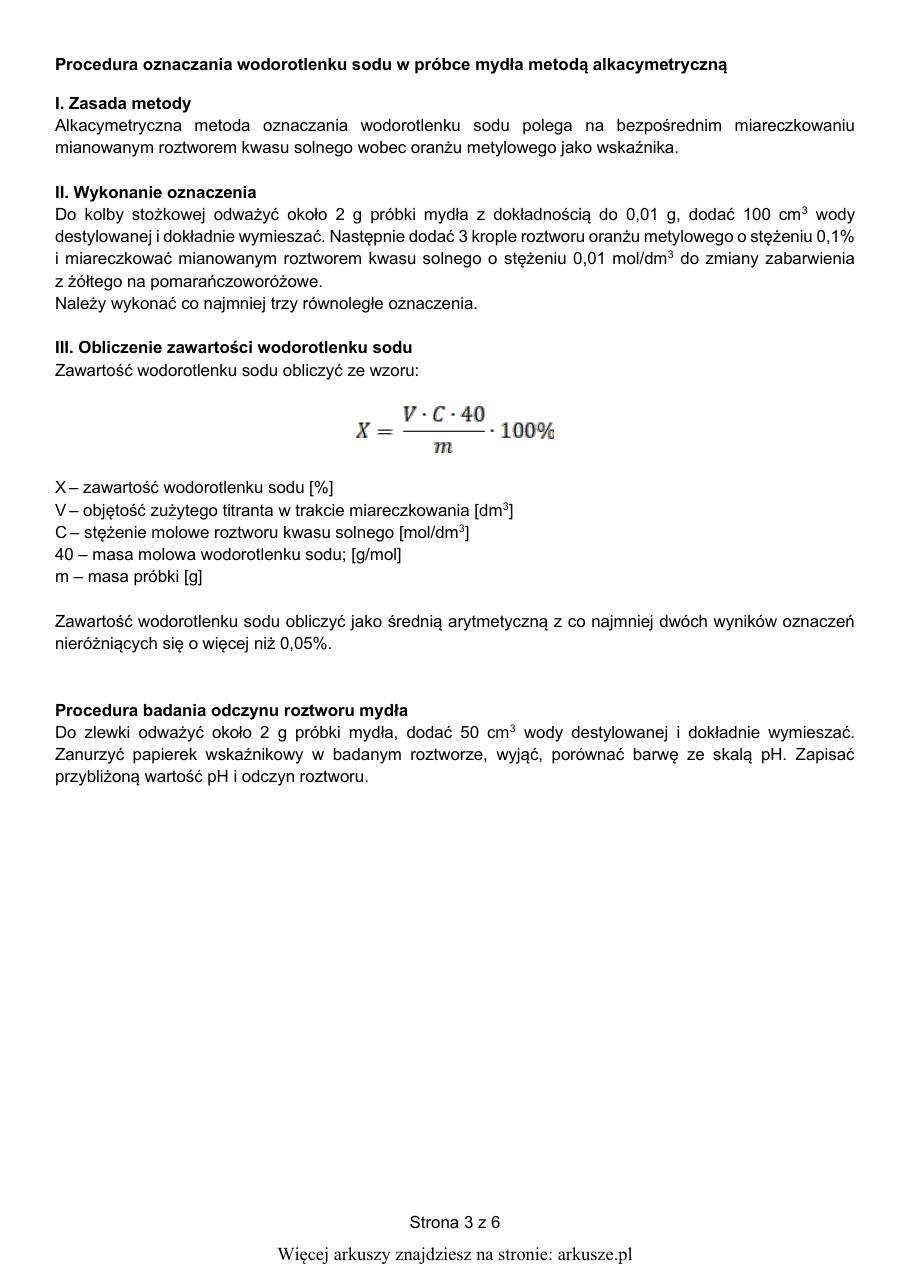 Procedura oznaczania wodorotlenku sodu w próbce mydła metodą alkacymetryczną
I. Zasada metody
Alkacymetryczna metoda oznaczania wodorotlenku sodu polega na bezpośrednim miareczkowaniu
mianowanym roztworem kwasu solnego wobec oranżu metylowego jako wskaźnika.
II. Wykonanie oznaczenia
Do kolby stożkowej odważyć około 2 g próbki mydła z dokładnością do 0,01 g, dodać 100 cm³ wody
destylowanej i dokładnie wymieszać. Następnie dodać 3 krople roztworu oranżu metylowego o stężeniu 0,1%
i miareczkować mianowanym roztworem kwasu solnego o stężeniu 0,01 mol/dm³ do zmiany zabarwienia
z żółtego na pomarańczoworóżowe.
Należy wykonać co najmniej trzy równoległe oznaczenia.
III. Obliczenie zawartości wodorotlenku sodu
Zawartość wodorotlenku sodu obliczyć ze wzoru:
X = V · C · 40 / m · 100%
X – zawartość wodorotlenku sodu [%]
V – objętość zużytego titranta w trakcie miareczkowania [dm³]
C – stężenie molowe roztworu kwasu solnego [mol/dm³]
40 – masa molowa wodorotlenku sodu; [g/mol]
m – masa próbki [g]
Zawartość wodorotlenku sodu obliczyć jako średnią arytmetyczną z co najmniej dwóch wyników oznaczeń
nieróżniących się o więcej niż 0,05%.
Procedura badania odczynu roztworu mydła
Do zlewki odważyć około 2 g próbki mydła, dodać 50 cm³ wody destylowanej i dokładnie wymieszać.
Zanurzyć papierek wskaźnikowy w badanym roztworze, wyjąć, porównać barwę ze skalą pH. Zapisać
przybliżoną wartość pH i odczyn roztworu.
Strona 3 z 6
Więcej arkuszy znajdziesz na stronie: arkusze.pl